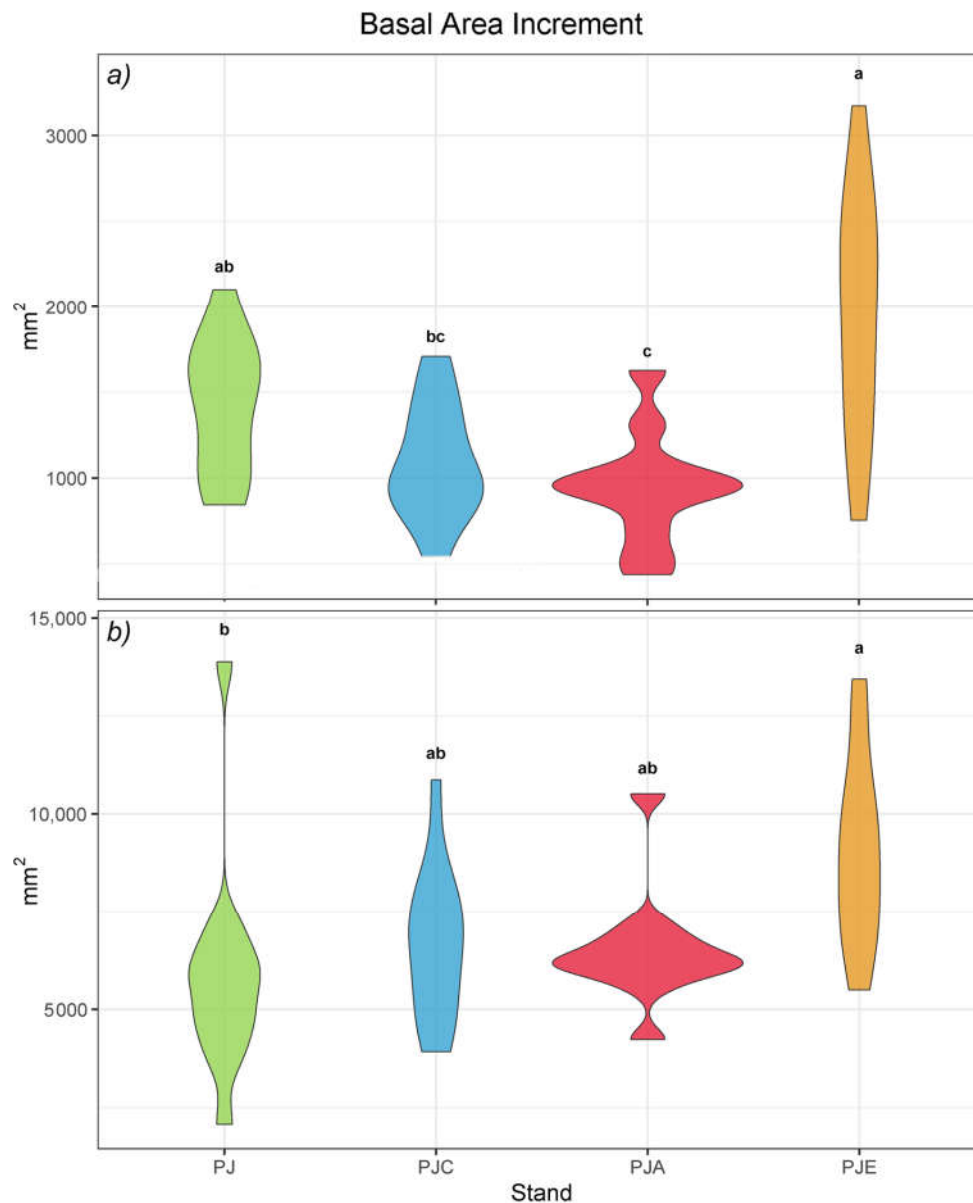 Basal Area Increment
a)
a
3000
ab
mm²
2000
bc
c
1000
15,000
b)
b
a
ab
ab
mm²
10,000
5000
PJ PJC PJA PJE
Stand